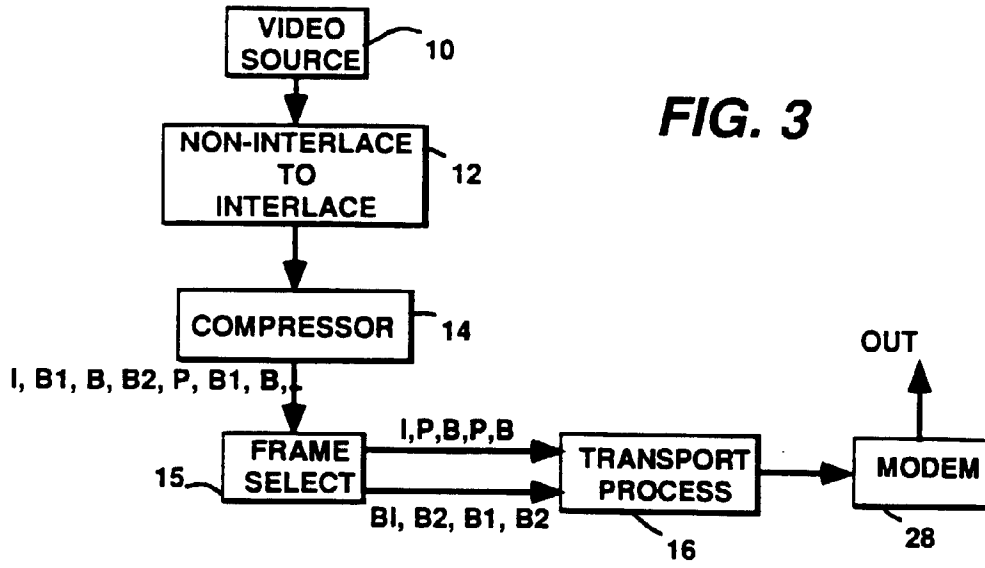 VIDEO
SOURCE
10
FIG. 3
NON-INTERLACE
TO
INTERLACE
12
COMPRESSOR
14
I, B1, B, B2, P, B1, B,..
OUT
FRAME
SELECT
15
I,P,B,P,B
BI, B2, B1, B2
TRANSPORT
PROCESS
16
MODEM
28